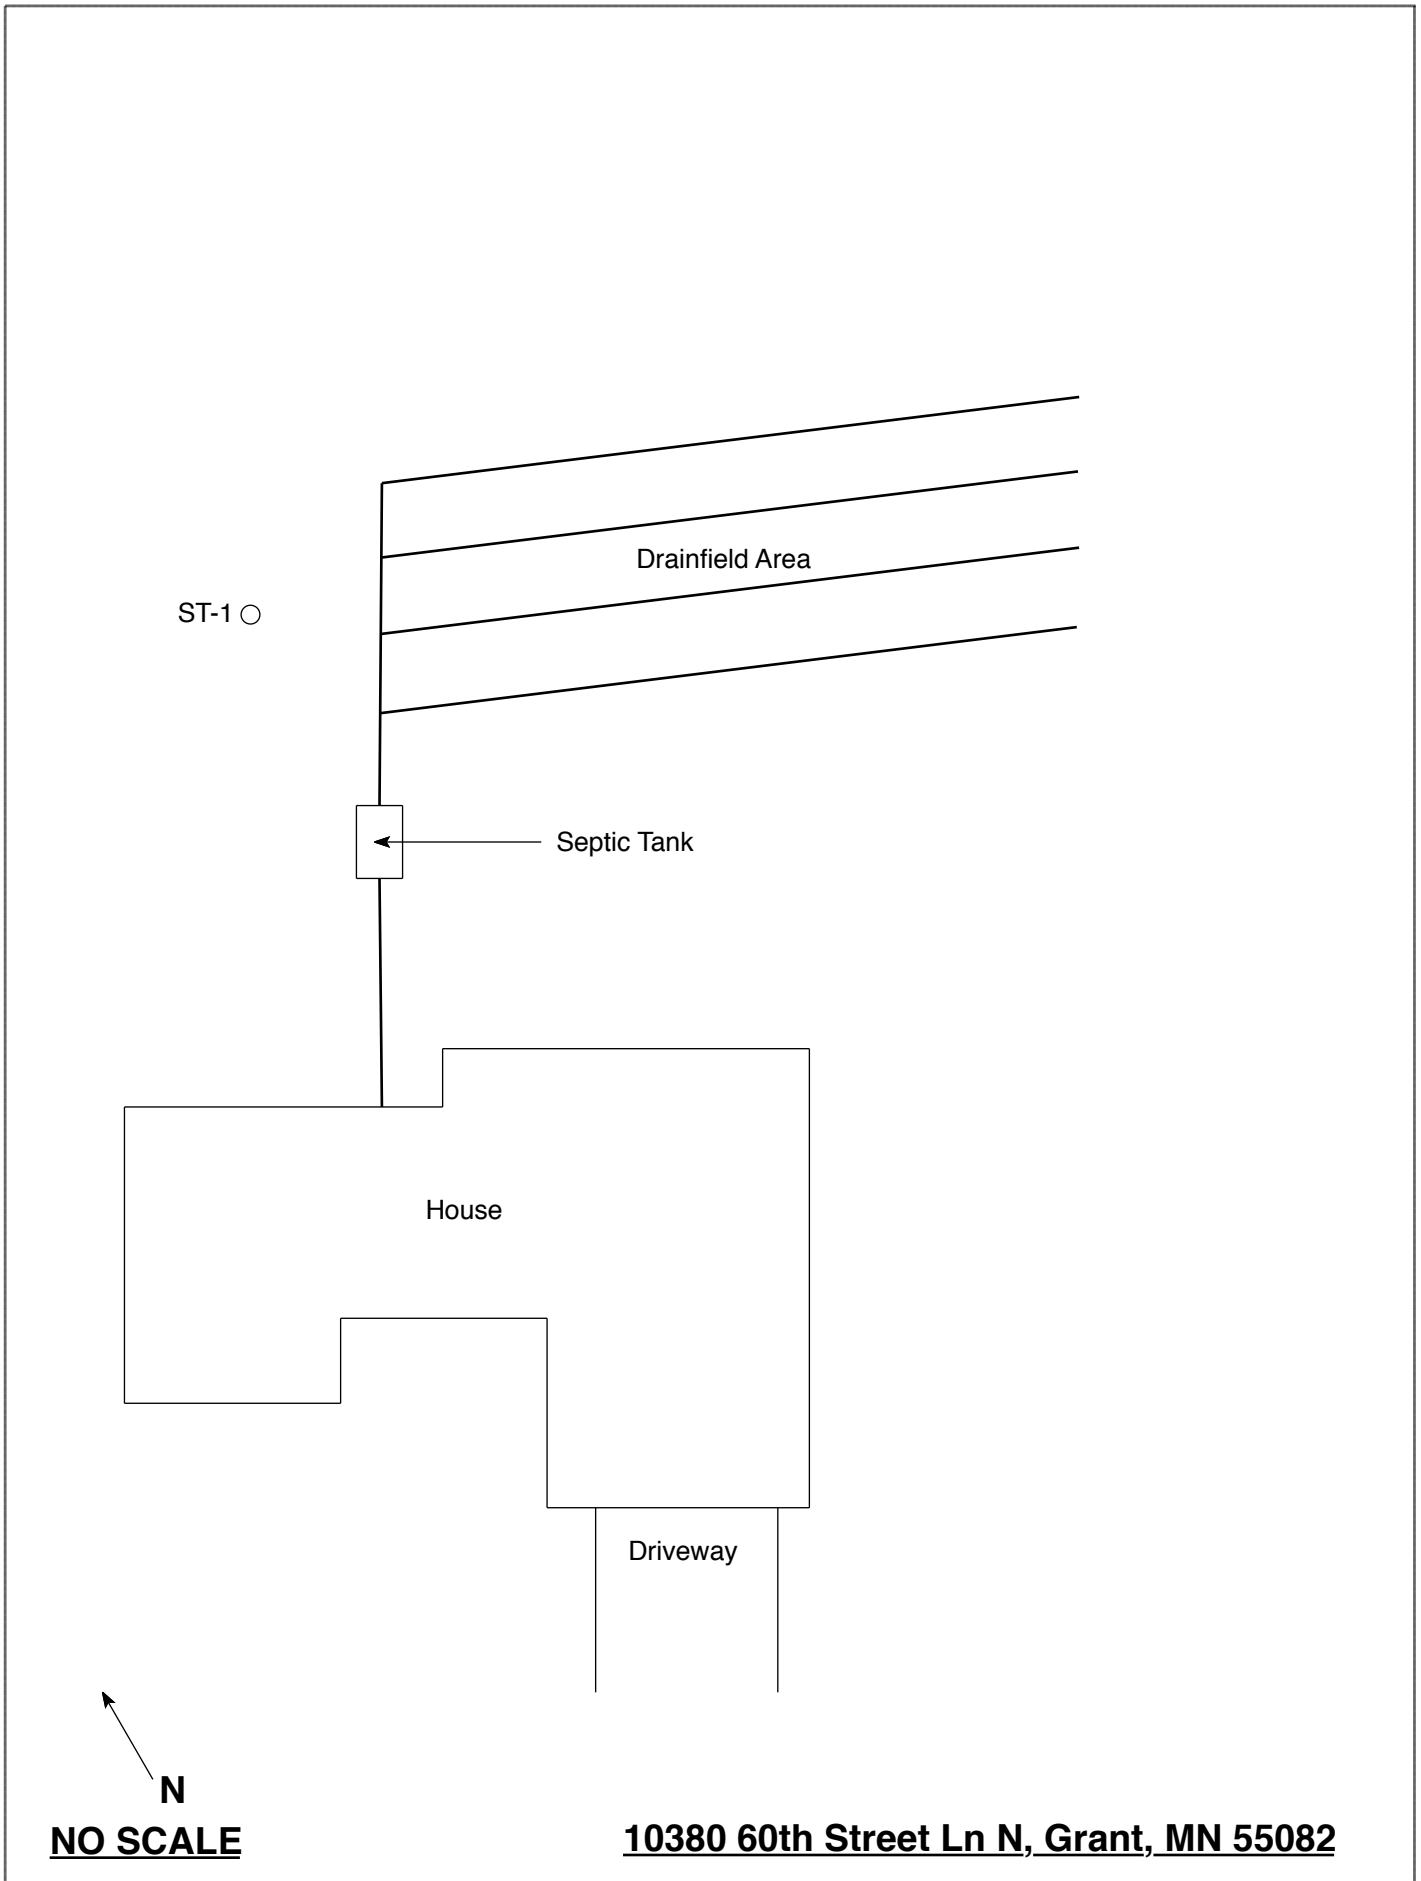 Drainfield Area
ST-1
Septic Tank
House
Driveway
N
NO SCALE
10380 60th Street Ln N, Grant, MN 55082